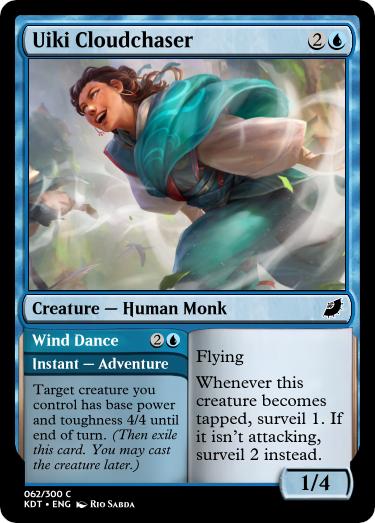 Uiki Cloudchaser 2
Creature — Human Monk
Wind Dance 2
Instant — Adventure
Target creature you
control has base power
and toughness 4/4 until
end of turn. (Then exile
this card. You may cast
the creature later.)
Flying
Whenever this
creature becomes
tapped, surveil 1. If
it isn't attacking,
surveil 2 instead.
1/4
062/300 C
KDT • ENG Rio Sabda